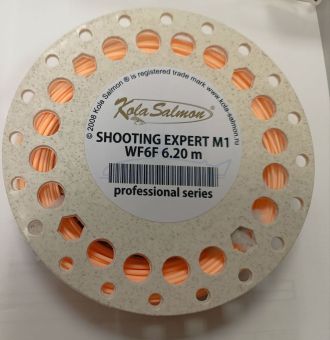 © 2008 Kola Salmon ® is registered trade mark www.kola-salmon.ru
Kola Salmon®
SHOOTING EXPERT M1
WF6F 6.20 m
professional series